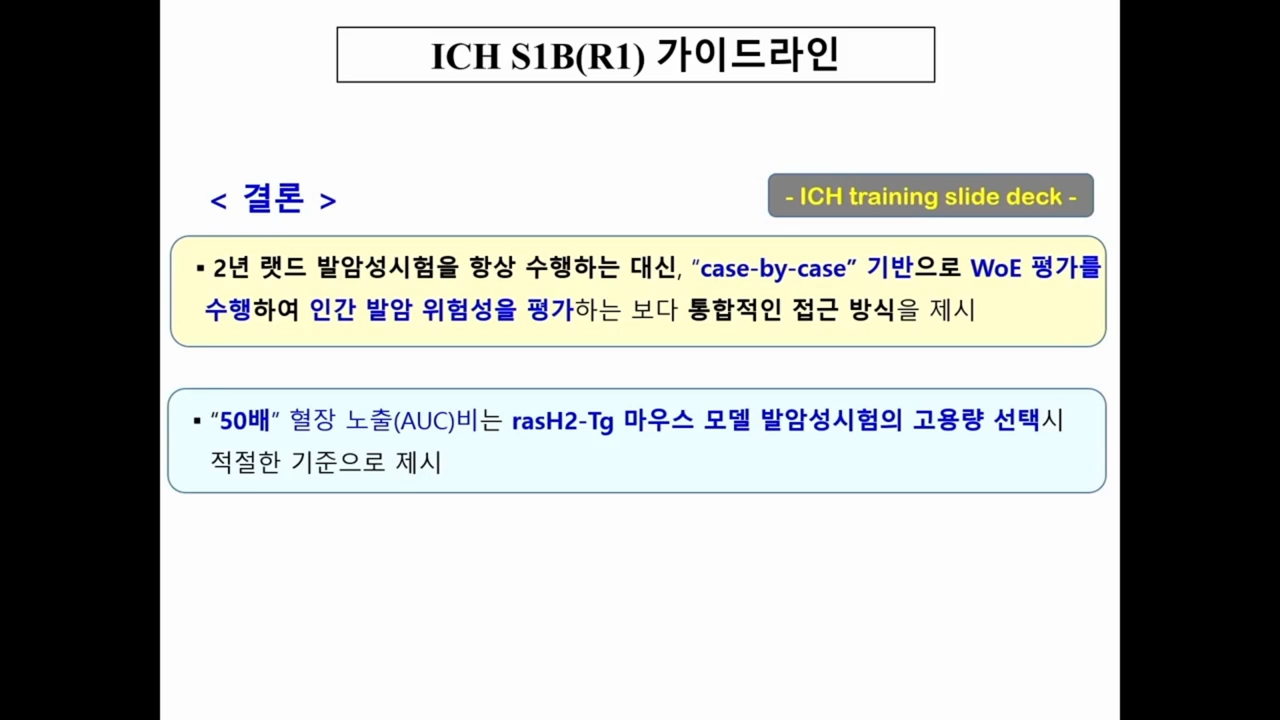 ICH S1B(R1) 가이드라인
< 결론 >
- ICH training slide deck -
▪ 2년 랫드 발암성시험을 항상 수행하는 대신, “case-by-case” 기반으로 WoE 평가를
수행하여 인간 발암 위험성을 평가하는 보다 통합적인 접근 방식을 제시
▪ “50배” 혈장 노출(AUC)비는 rasH2-Tg 마우스 모델 발암성시험의 고용량 선택시
적절한 기준으로 제시